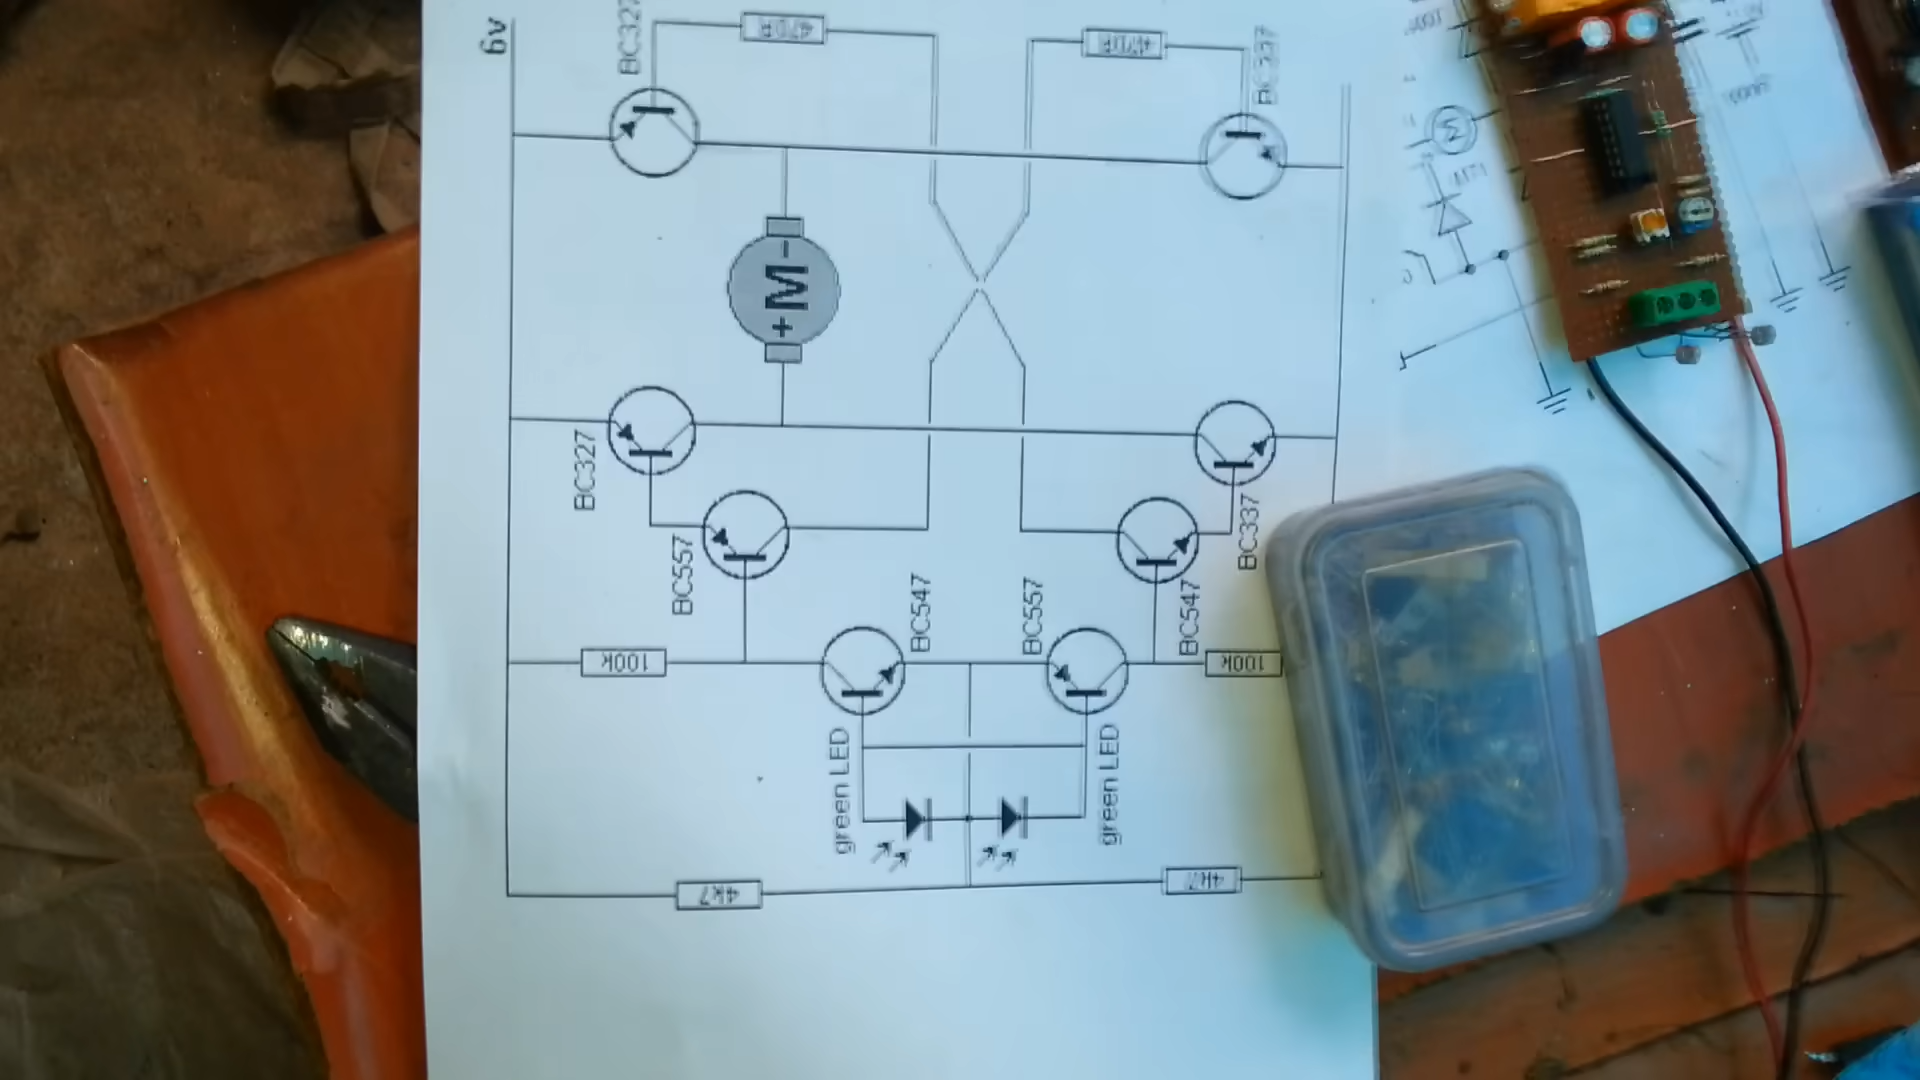 6V
BC327
470R
470R
BC337
+M-
BC327
BC557
BC547
BC557
BC547
BC337
100k
100k
green LED
green LED
4k7
4k7
M